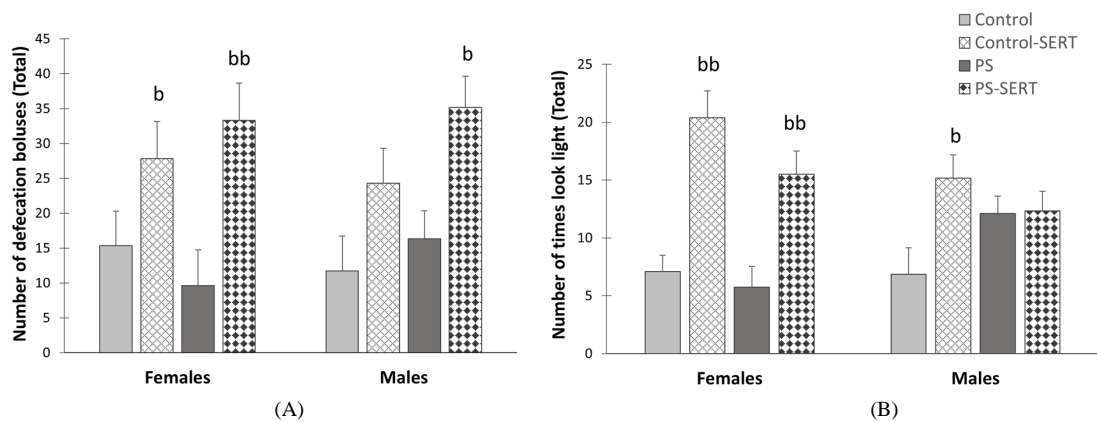 Number of defecation boluses (Total)
45
40
35
30
25
20
15
10
5
0
b
bb
b
Females
Males
(A)
Control
Control-SERT
PS
PS-SERT
Number of times look light (Total)
25
20
15
10
5
0
bb
bb
b
Females
Males
(B)